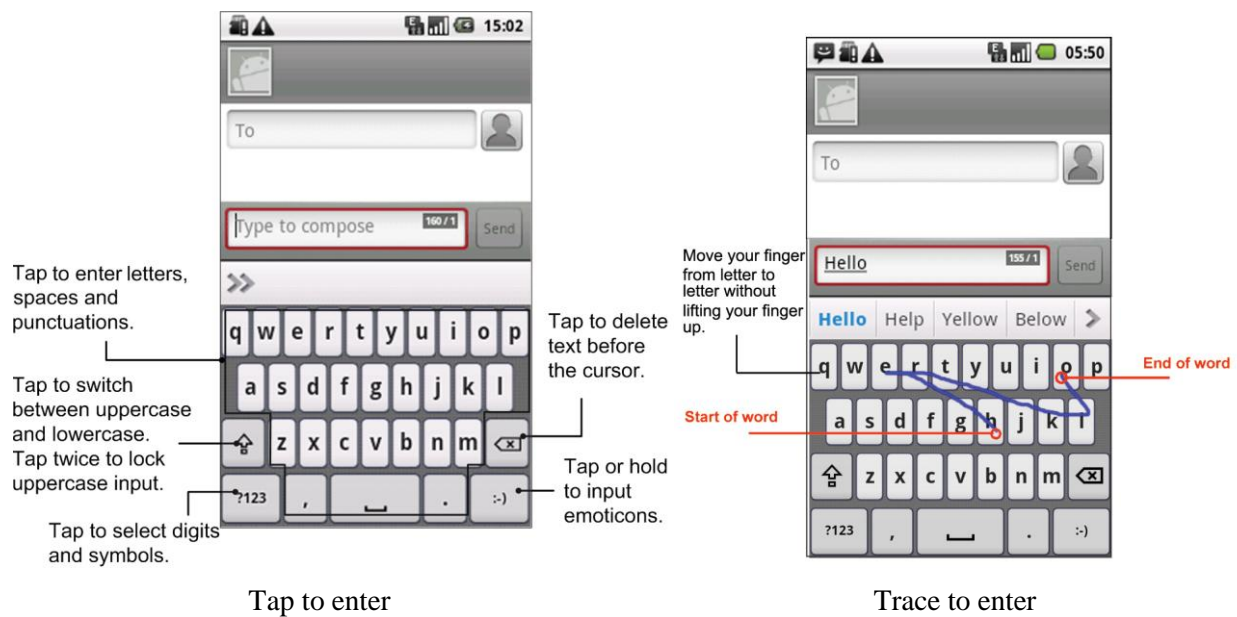 15:02
To
Type to compose
160 / 1
Send
Tap to enter letters,
spaces and
punctuations.
q w e r t y u i o p
a s d f g h j k l
z x c v b n m
?123 , . :-)
Tap to switch
between uppercase
and lowercase.
Tap twice to lock
uppercase input.
Tap to select digits
and symbols.
Tap to delete
text before
the cursor.
Tap or hold
to input
emoticons.
Tap to enter
05:50
To
Hello
155 / 1
Send
Move your finger
from letter to
letter without
lifting your finger
up.
Hello Help Yellow Below
q w e r t y u i o p
End of word
Start of word
a s d f g h j k l
z x c v b n m
?123 , . :-)
Trace to enter